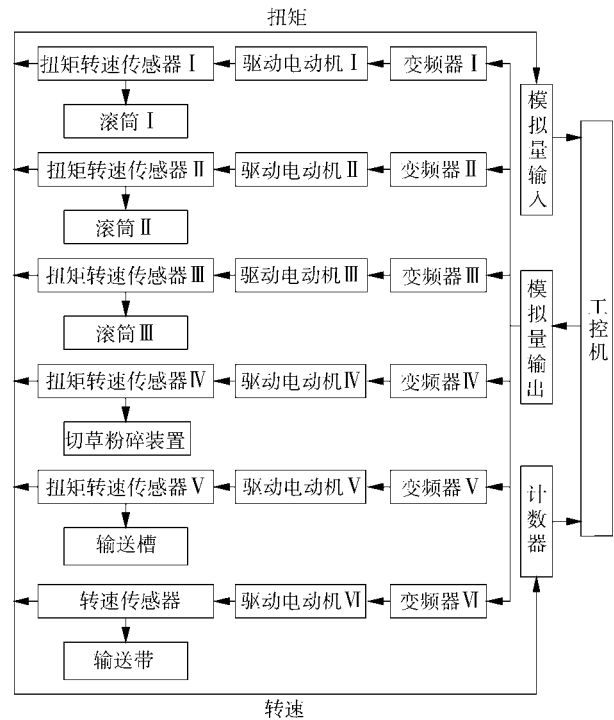 扭矩
扭矩转速传感器Ⅰ 驱动电动机Ⅰ 变频器Ⅰ
滚筒Ⅰ
模拟量输入
扭矩转速传感器Ⅱ 驱动电动机Ⅱ 变频器Ⅱ
滚筒Ⅱ
扭矩转速传感器Ⅲ 驱动电动机Ⅲ 变频器Ⅲ
滚筒Ⅲ
模拟量输出
工控机
扭矩转速传感器Ⅳ 驱动电动机Ⅳ 变频器Ⅳ
切草粉碎装置
扭矩转速传感器Ⅴ 驱动电动机Ⅴ 变频器Ⅴ
输送槽
计数器
转速传感器 驱动电动机Ⅵ 变频器Ⅵ
输送带
转速